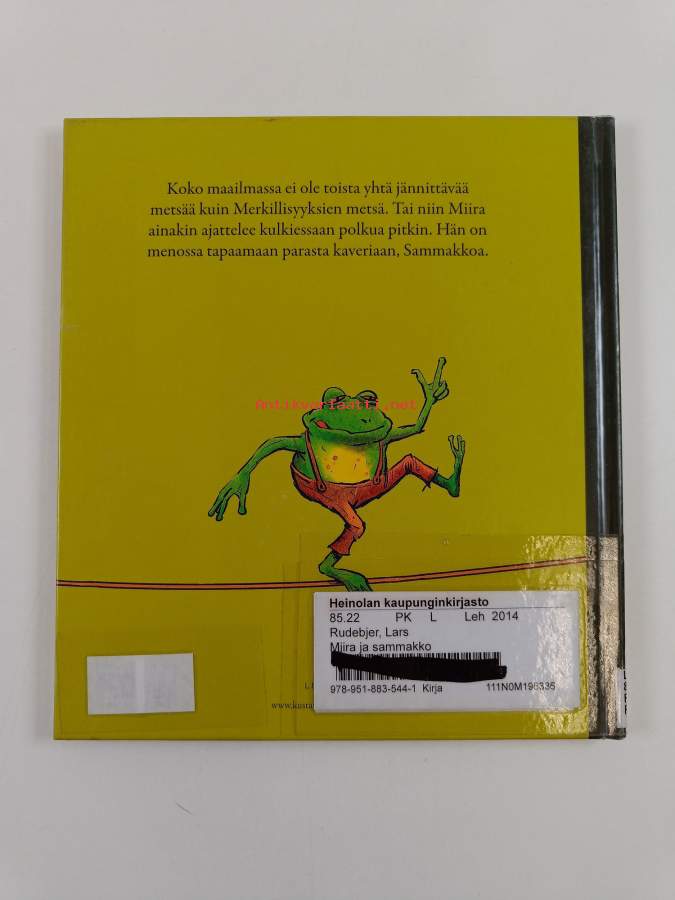 Koko maailmassa ei ole toista yhtä jännittävää
metsää kuin Merkillisyyksien metsä. Tai niin Miira
ainakin ajattelee kulkiessaan polkua pitkin. Hän on
menossa tapaamaan parasta kaveriaan, Sammakkoa.
Antikvariaatti.net
Heinolan kaupunginkirjasto
85.22 PK L Leh 2014
Rudebjer, Lars
Miira ja sammakko
978-951-883-544-1 Kirja 111N0M196336